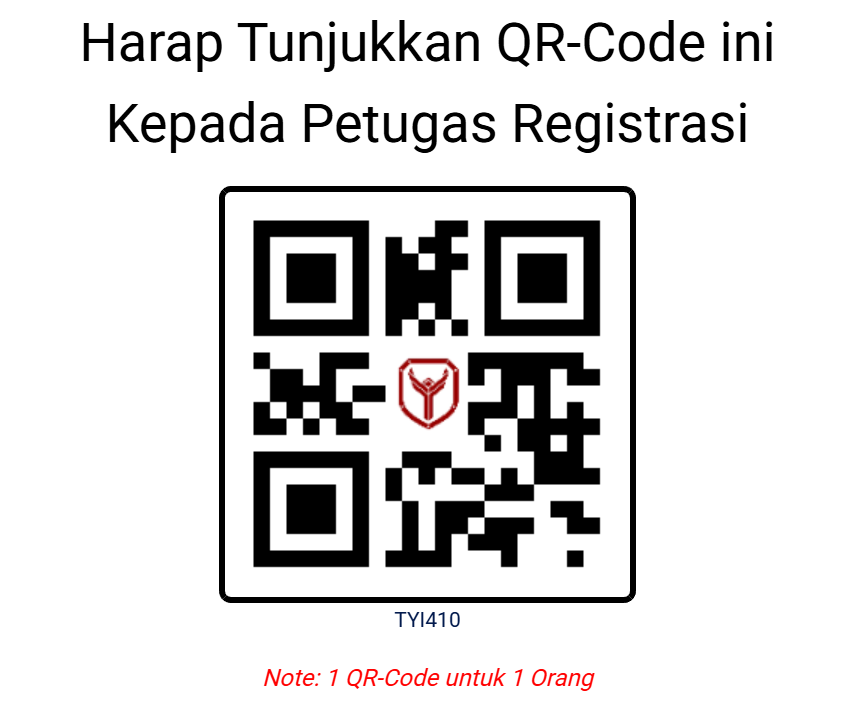 Harap Tunjukkan QR-Code ini
Kepada Petugas Registrasi
TYI410
Note: 1 QR-Code untuk 1 Orang